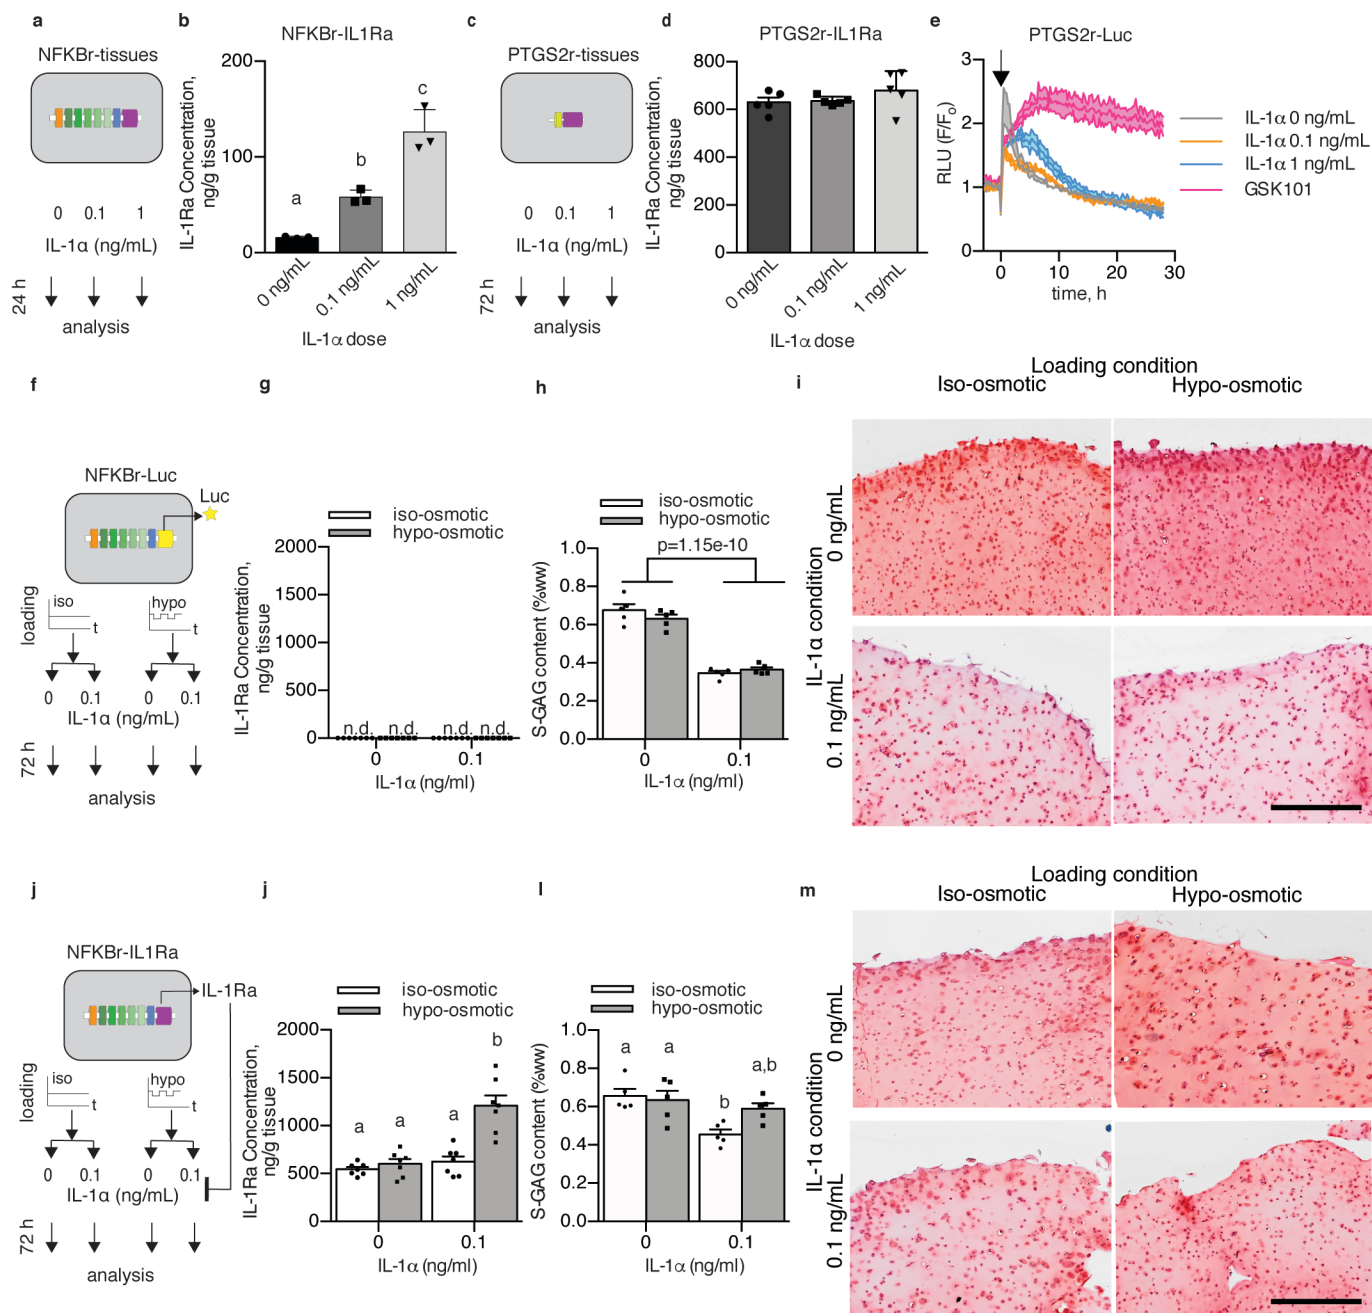 a
NFKBr-tissues
0 0.1 1
IL-1α (ng/mL)
24 h
analysis
b
NFKBr-IL1Ra
IL-1Ra Concentration,
ng/g tissue
200
100
0
a
b
c
0 ng/mL
0.1 ng/mL
1 ng/mL
IL-1α dose
c
PTGS2r-tissues
0 0.1 1
IL-1α (ng/mL)
72 h
analysis
d
PTGS2r-IL1Ra
IL-1Ra Concentration,
ng/g tissue
800
600
400
200
0
0 ng/mL
0.1 ng/mL
1 ng/mL
IL-1α dose
e
PTGS2r-Luc
RLU (F/Fo)
3
2
1
0
0 10 20 30
time, h
IL-1α 0 ng/mL
IL-1α 0.1 ng/mL
IL-1α 1 ng/mL
GSK101
f
NFKBr-Luc
Luc
loading
iso
t
hypo
t
0 0.1 0 0.1
IL-1α (ng/mL)
72 h
analysis
g
iso-osmotic
hypo-osmotic
IL-1Ra Concentration,
ng/g tissue
2000
1500
1000
500
0
n.d. n.d. n.d. n.d.
0 0.1
IL-1α (ng/ml)
h
iso-osmotic
hypo-osmotic
p=1.15e-10
S-GAG content (%ww)
1.0
0.8
0.6
0.4
0.2
0.0
0 0.1
IL-1α (ng/ml)
i
Loading condition
Iso-osmotic Hypo-osmotic
IL-1α condition
0 ng/mL
0.1 ng/mL
j
NFKBr-IL1Ra
IL-1Ra
loading
iso
t
hypo
t
0 0.1 0 0.1
IL-1α (ng/mL)
72 h
analysis
j
iso-osmotic
hypo-osmotic
IL-1Ra Concentration,
ng/g tissue
2000
1500
1000
500
0
a a a b
0 0.1
IL-1α (ng/ml)
l
iso-osmotic
hypo-osmotic
S-GAG content (%ww)
1.0
0.8
0.6
0.4
0.2
0.0
a a b a,b
0 0.1
IL-1α (ng/ml)
m
Loading condition
Iso-osmotic Hypo-osmotic
IL-1α condition
0 ng/mL
0.1 ng/mL